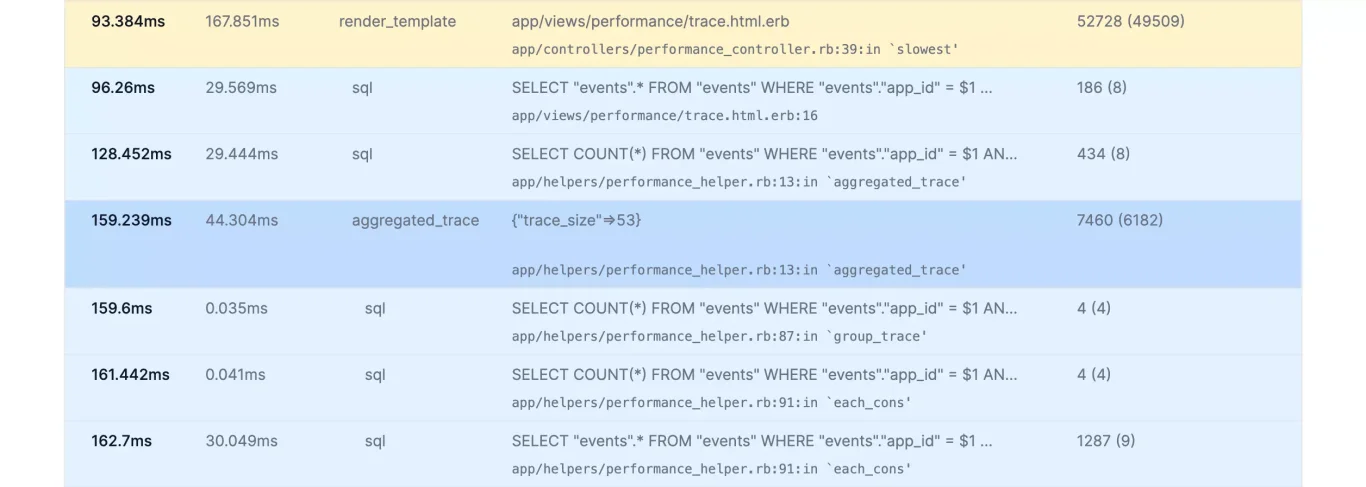 93.384ms 167.851ms render_template app/views/performance/trace.html.erb 52728 (49509)
app/controllers/performance_controller.rb:39:in `slowest'
96.26ms 29.569ms sql SELECT "events".* FROM "events" WHERE "events"."app_id" = $1 ... 186 (8)
app/views/performance/trace.html.erb:16
128.452ms 29.444ms sql SELECT COUNT(*) FROM "events" WHERE "events"."app_id" = $1 AN... 434 (8)
app/helpers/performance_helper.rb:13:in `aggregated_trace'
159.239ms 44.304ms aggregated_trace {"trace_size"=>53} 7460 (6182)
app/helpers/performance_helper.rb:13:in `aggregated_trace'
159.6ms 0.035ms sql SELECT COUNT(*) FROM "events" WHERE "events"."app_id" = $1 AN... 4 (4)
app/helpers/performance_helper.rb:87:in `group_trace'
161.442ms 0.041ms sql SELECT COUNT(*) FROM "events" WHERE "events"."app_id" = $1 AN... 4 (4)
app/helpers/performance_helper.rb:91:in `each_cons'
162.7ms 30.049ms sql SELECT "events".* FROM "events" WHERE "events"."app_id" = $1 ... 1287 (9)
app/helpers/performance_helper.rb:91:in `each_cons'